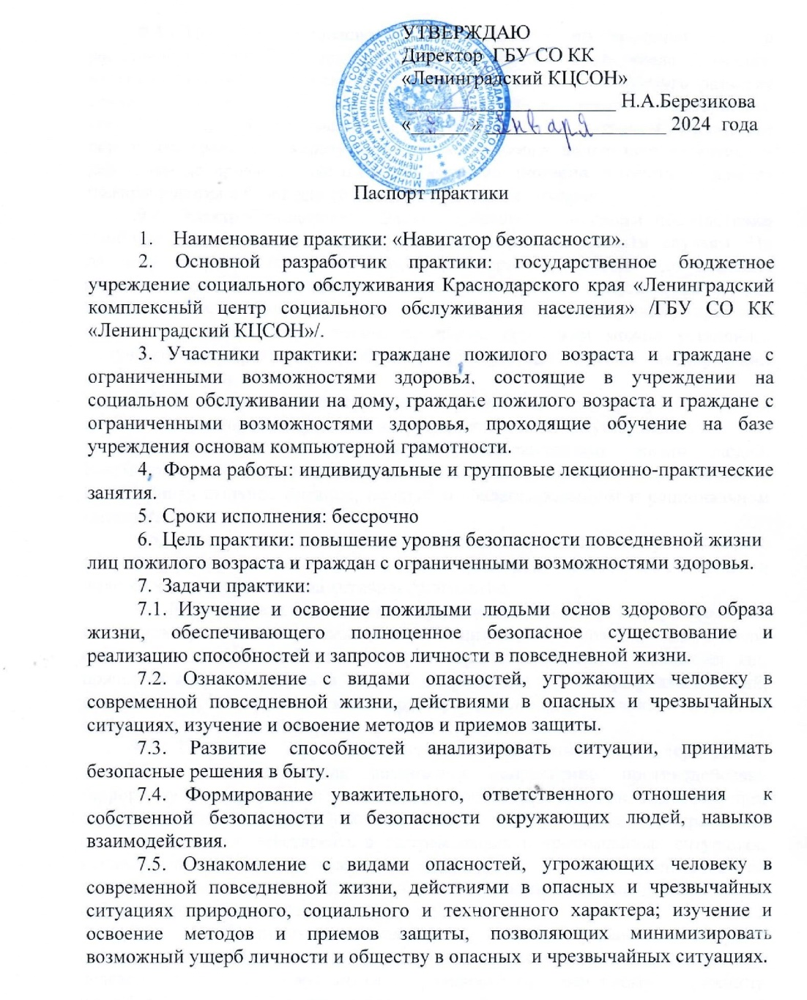 УТВЕРЖДАЮ
Директор ГБУ СО КК
«Ленинградский КЦСОН»
____________________ Н.А.Березикова
«______» января 2024 года
Паспорт практики
1. Наименование практики: «Навигатор безопасности».
2. Основной разработчик практики: государственное бюджетное
учреждение социального обслуживания Краснодарского края «Ленинградский
комплексный центр социального обслуживания населения» /ГБУ СО КК
«Ленинградский КЦСОН»/.
3. Участники практики: граждане пожилого возраста и граждане с
ограниченными возможностями здоровья, состоящие в учреждении на
социальном обслуживании на дому, граждане пожилого возраста и граждане с
ограниченными возможностями здоровья, проходящие обучение на базе
учреждения основам компьютерной грамотности.
4. Форма работы: индивидуальные и групповые лекционно-практические
занятия.
5. Сроки исполнения: бессрочно
6. Цель практики: повышение уровня безопасности повседневной жизни
лиц пожилого возраста и граждан с ограниченными возможностями здоровья.
7. Задачи практики:
7.1. Изучение и освоение пожилыми людьми основ здорового образа
жизни, обеспечивающего полноценное безопасное существование и
реализацию способностей и запросов личности в повседневной жизни.
7.2. Ознакомление с видами опасностей, угрожающих человеку в
современной повседневной жизни, действиями в опасных и чрезвычайных
ситуациях, изучение и освоение методов и приемов защиты.
7.3. Развитие способностей анализировать ситуации, принимать
безопасные решения в быту.
7.4. Формирование уважительного, ответственного отношения к
собственной безопасности и безопасности окружающих людей, навыков
взаимодействия.
7.5. Ознакомление с видами опасностей, угрожающих человеку в
современной повседневной жизни, действиями в опасных и чрезвычайных
ситуациях природного, социального и техногенного характера; изучение и
освоение методов и приемов защиты, позволяющих минимизировать
возможный ущерб личности и обществу в опасных и чрезвычайных ситуациях.